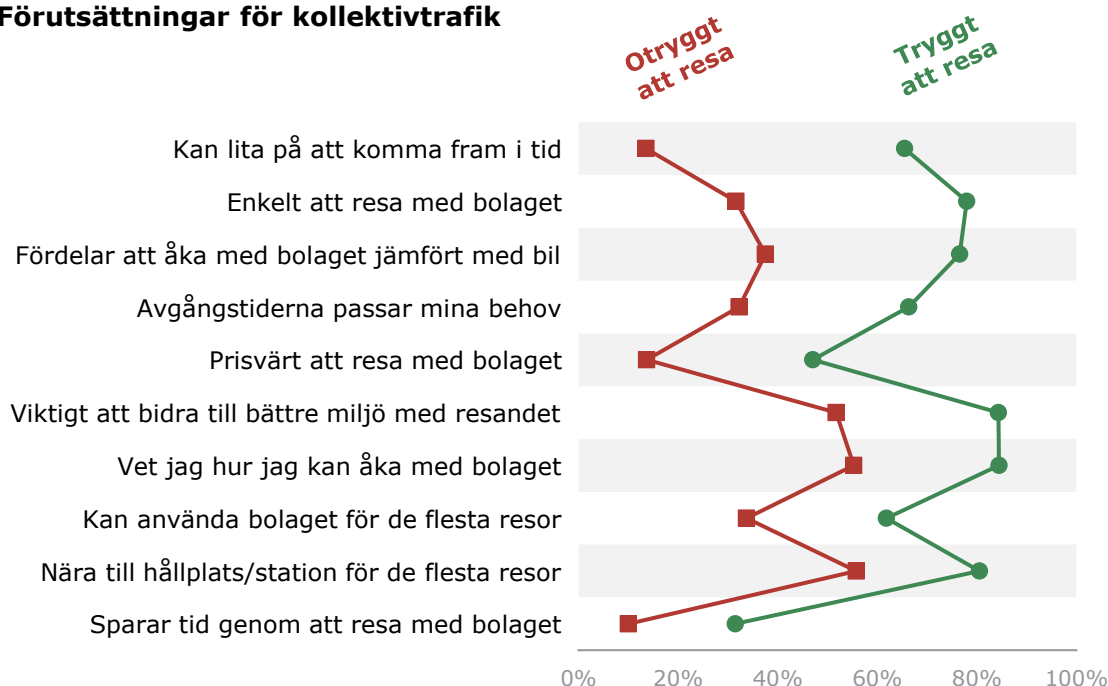 Förutsättningar för kollektivtrafik
Otryggt
att resa
Tryggt
att resa
Kan lita på att komma fram i tid
Enkelt att resa med bolaget
Fördelar att åka med bolaget jämfört med bil
Avgångstiderna passar mina behov
Prisvärt att resa med bolaget
Viktigt att bidra till bättre miljö med resandet
Vet jag hur jag kan åka med bolaget
Kan använda bolaget för de flesta resor
Nära till hållplats/station för de flesta resor
Sparar tid genom att resa med bolaget
0% 20% 40% 60% 80% 100%